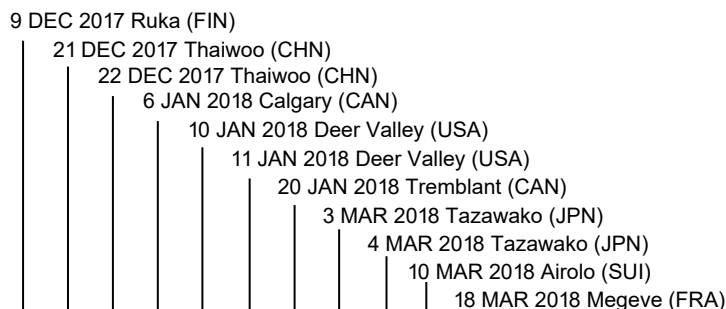 9 DEC 2017 Ruka (FIN)
21 DEC 2017 Thaiwoo (CHN)
22 DEC 2017 Thaiwoo (CHN)
6 JAN 2018 Calgary (CAN)
10 JAN 2018 Deer Valley (USA)
11 JAN 2018 Deer Valley (USA)
20 JAN 2018 Tremblant (CAN)
3 MAR 2018 Tazawako (JPN)
4 MAR 2018 Tazawako (JPN)
10 MAR 2018 Airolo (SUI)
18 MAR 2018 Megeve (FRA)